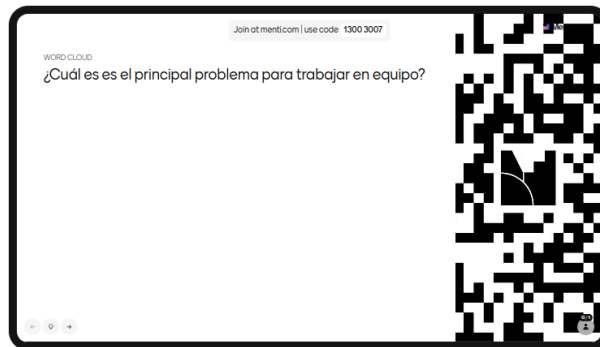 Join at menti.com | use code 1300 3007
WORD CLOUD
¿Cuál es es el principal problema para trabajar en equipo?